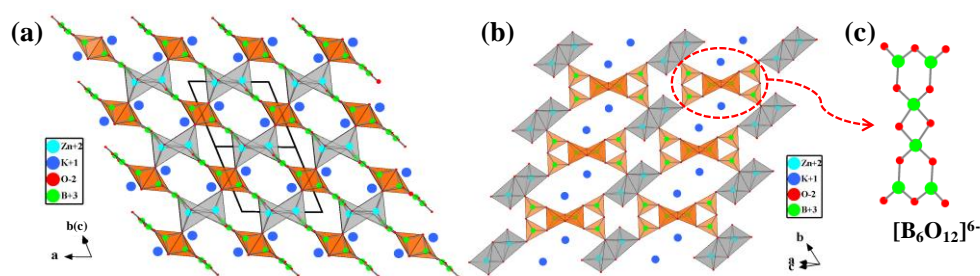 (a)
Zn+2
K+1
O-2
B+3
b(c)
a
(b)
Zn+2
K+1
O-2
B+3
b
a
c
(c)
[B₆O₁₂]⁶⁻